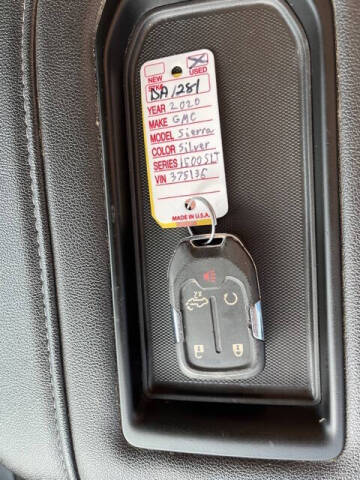 NEW USED
DA1281
YEAR 2020
MAKE GMC
MODEL Sierra
COLOR Silver
SERIES 1500SLT
VIN 375136
MADE IN U.S.A.